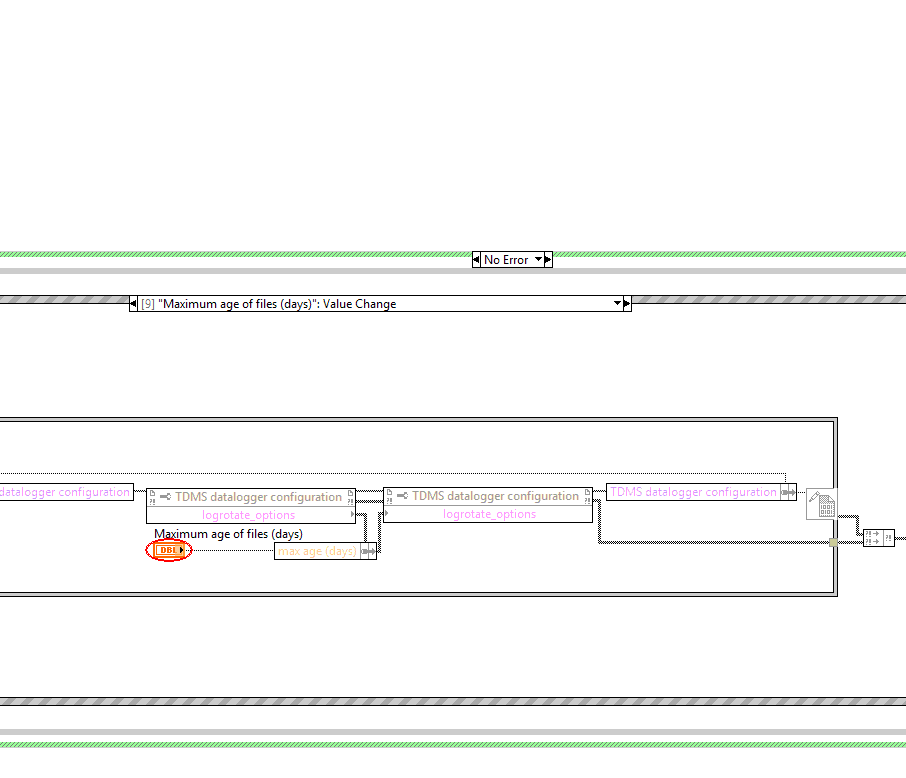 No Error
[9] "Maximum age of files (days)": Value Change
datalogger configuration
TDMS datalogger configuration
logrotate_options
TDMS datalogger configuration
logrotate_options
TDMS datalogger configuration
Maximum age of files (days)
DBL
max age (days)